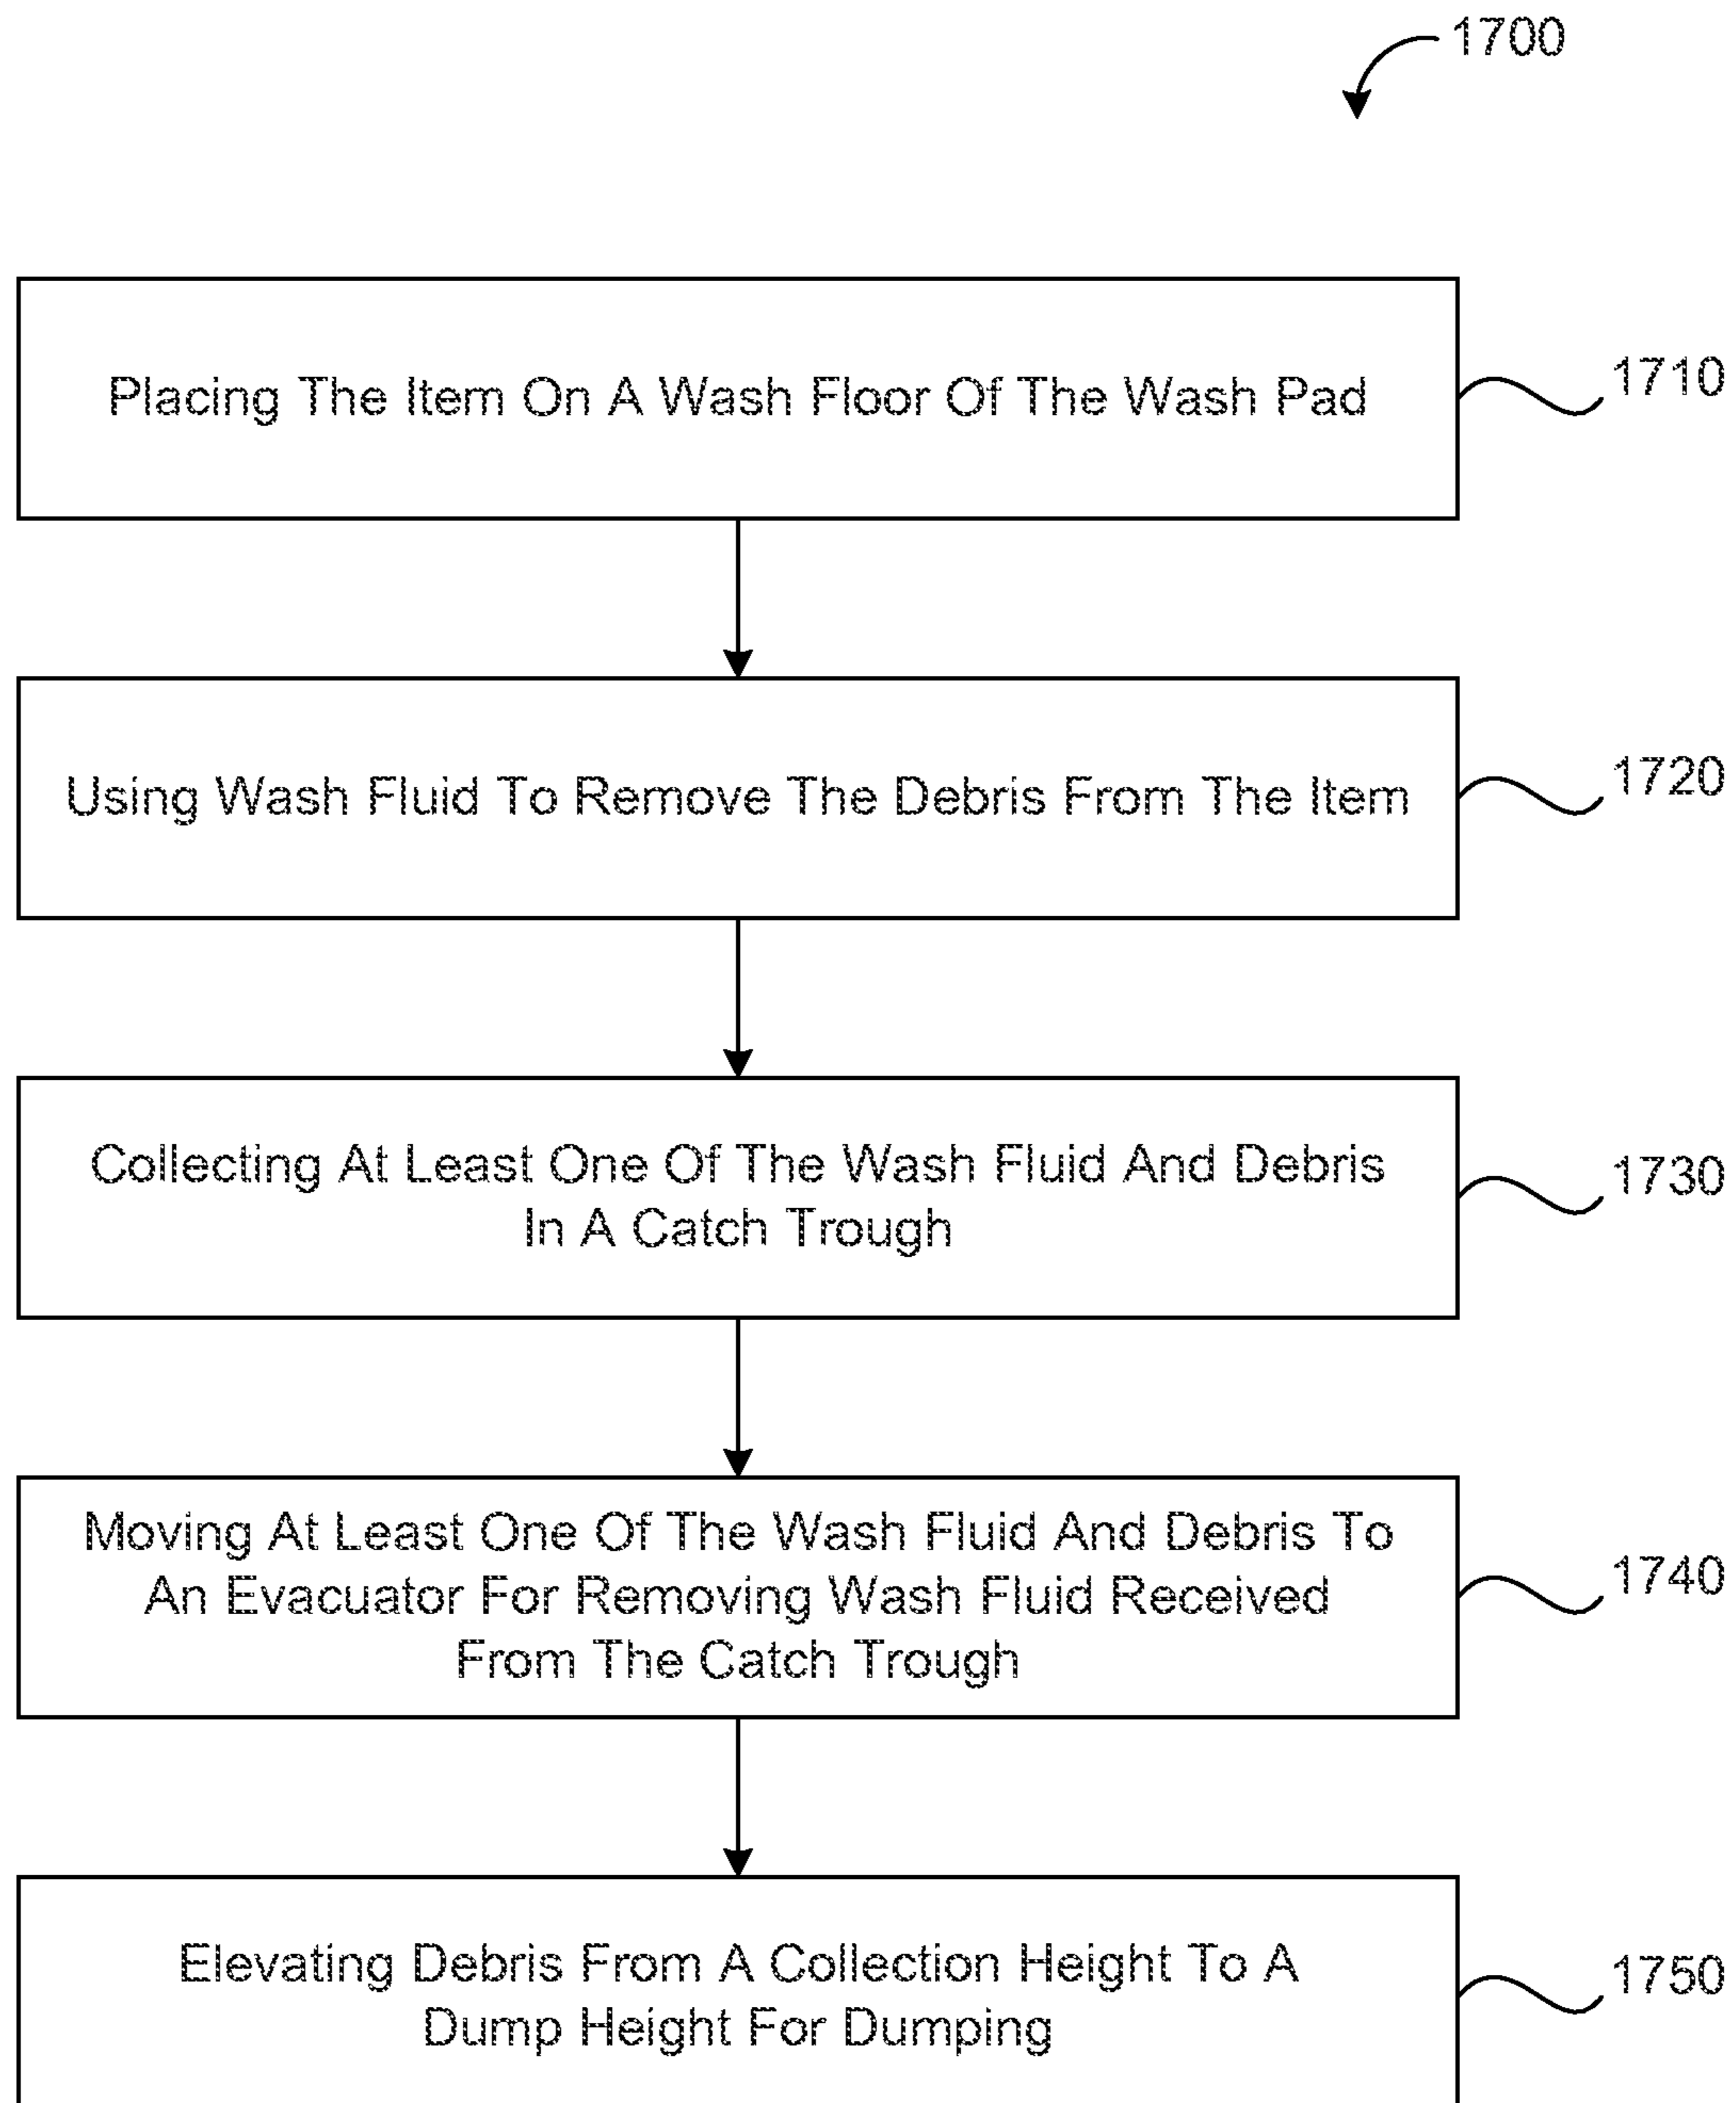 1700
Placing The Item On A Wash Floor Of The Wash Pad
1710
Using Wash Fluid To Remove The Debris From The Item
1720
Collecting At Least One Of The Wash Fluid And Debris
In A Catch Trough
1730
Moving At Least One Of The Wash Fluid And Debris To
An Evacuator For Removing Wash Fluid Received
From The Catch Trough
1740
Elevating Debris From A Collection Height To A
Dump Height For Dumping
1750